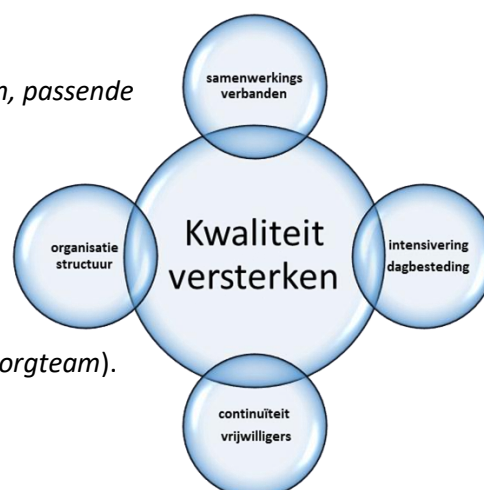 samenwerkings
verbanden
, passende
Kwaliteit
versterken
organisatie
structuur
intensivering
dagbesteding
orgteam).
continuïteit
vrijwilligers